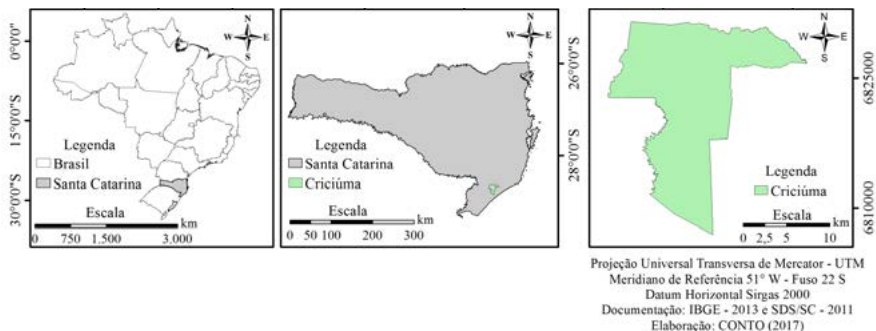 N
W E
S
0°0'0"
15°0'0"S
30°0'0"S
Legenda
Brasil
Santa Catarina
Escala
km
0 750 1,500 3,000
N
W E
S
26°0'0"S
28°0'0"S
Legenda
Santa Catarina
Criciúma
Escala
km
0 50 100 200 300
N
W E
S
6825000
6810000
Legenda
Criciúma
Escala
km
0 2,5 5 10
Projeção Universal Transversa de Mercator - UTM
Meridiano de Referência 51° W - Fuso 22 S
Datum Horizontal Sirgas 2000
Documentação: IBGE - 2013 e SDS/SC - 2011
Elaboração: CONTO (2017)